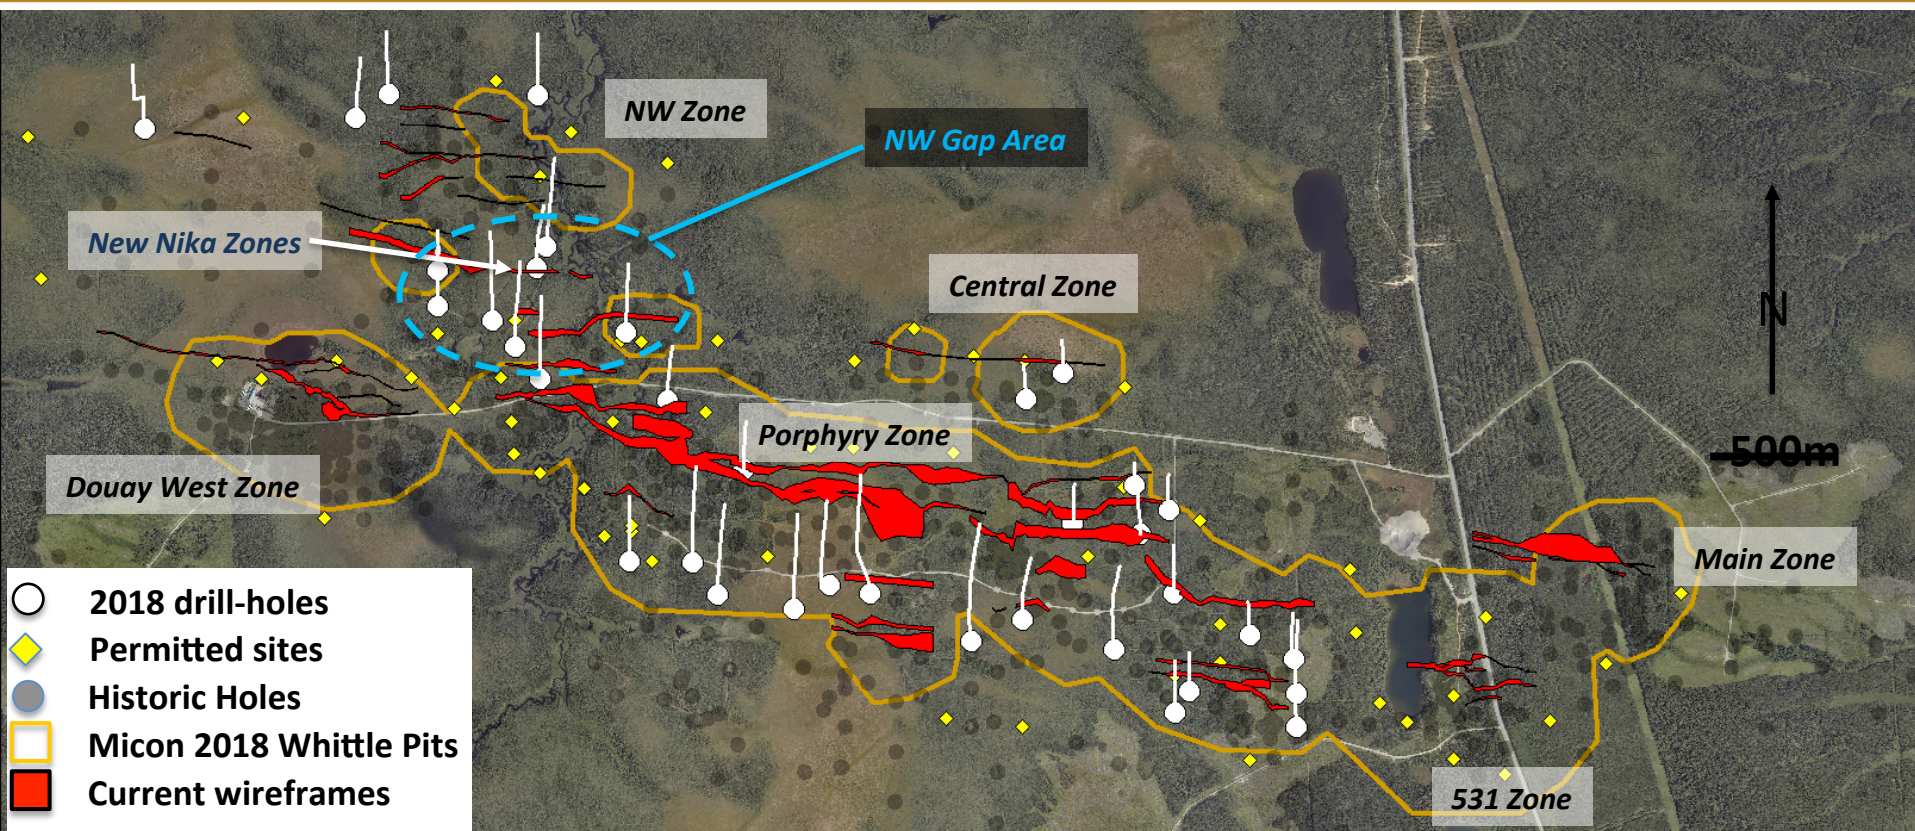 NW Zone
NW Gap Area
New Nika Zones
Central Zone
N
Porphyry Zone
500m
Douay West Zone
Main Zone
2018 drill-holes
Permitted sites
Historic Holes
Micon 2018 Whittle Pits
Current wireframes
531 Zone